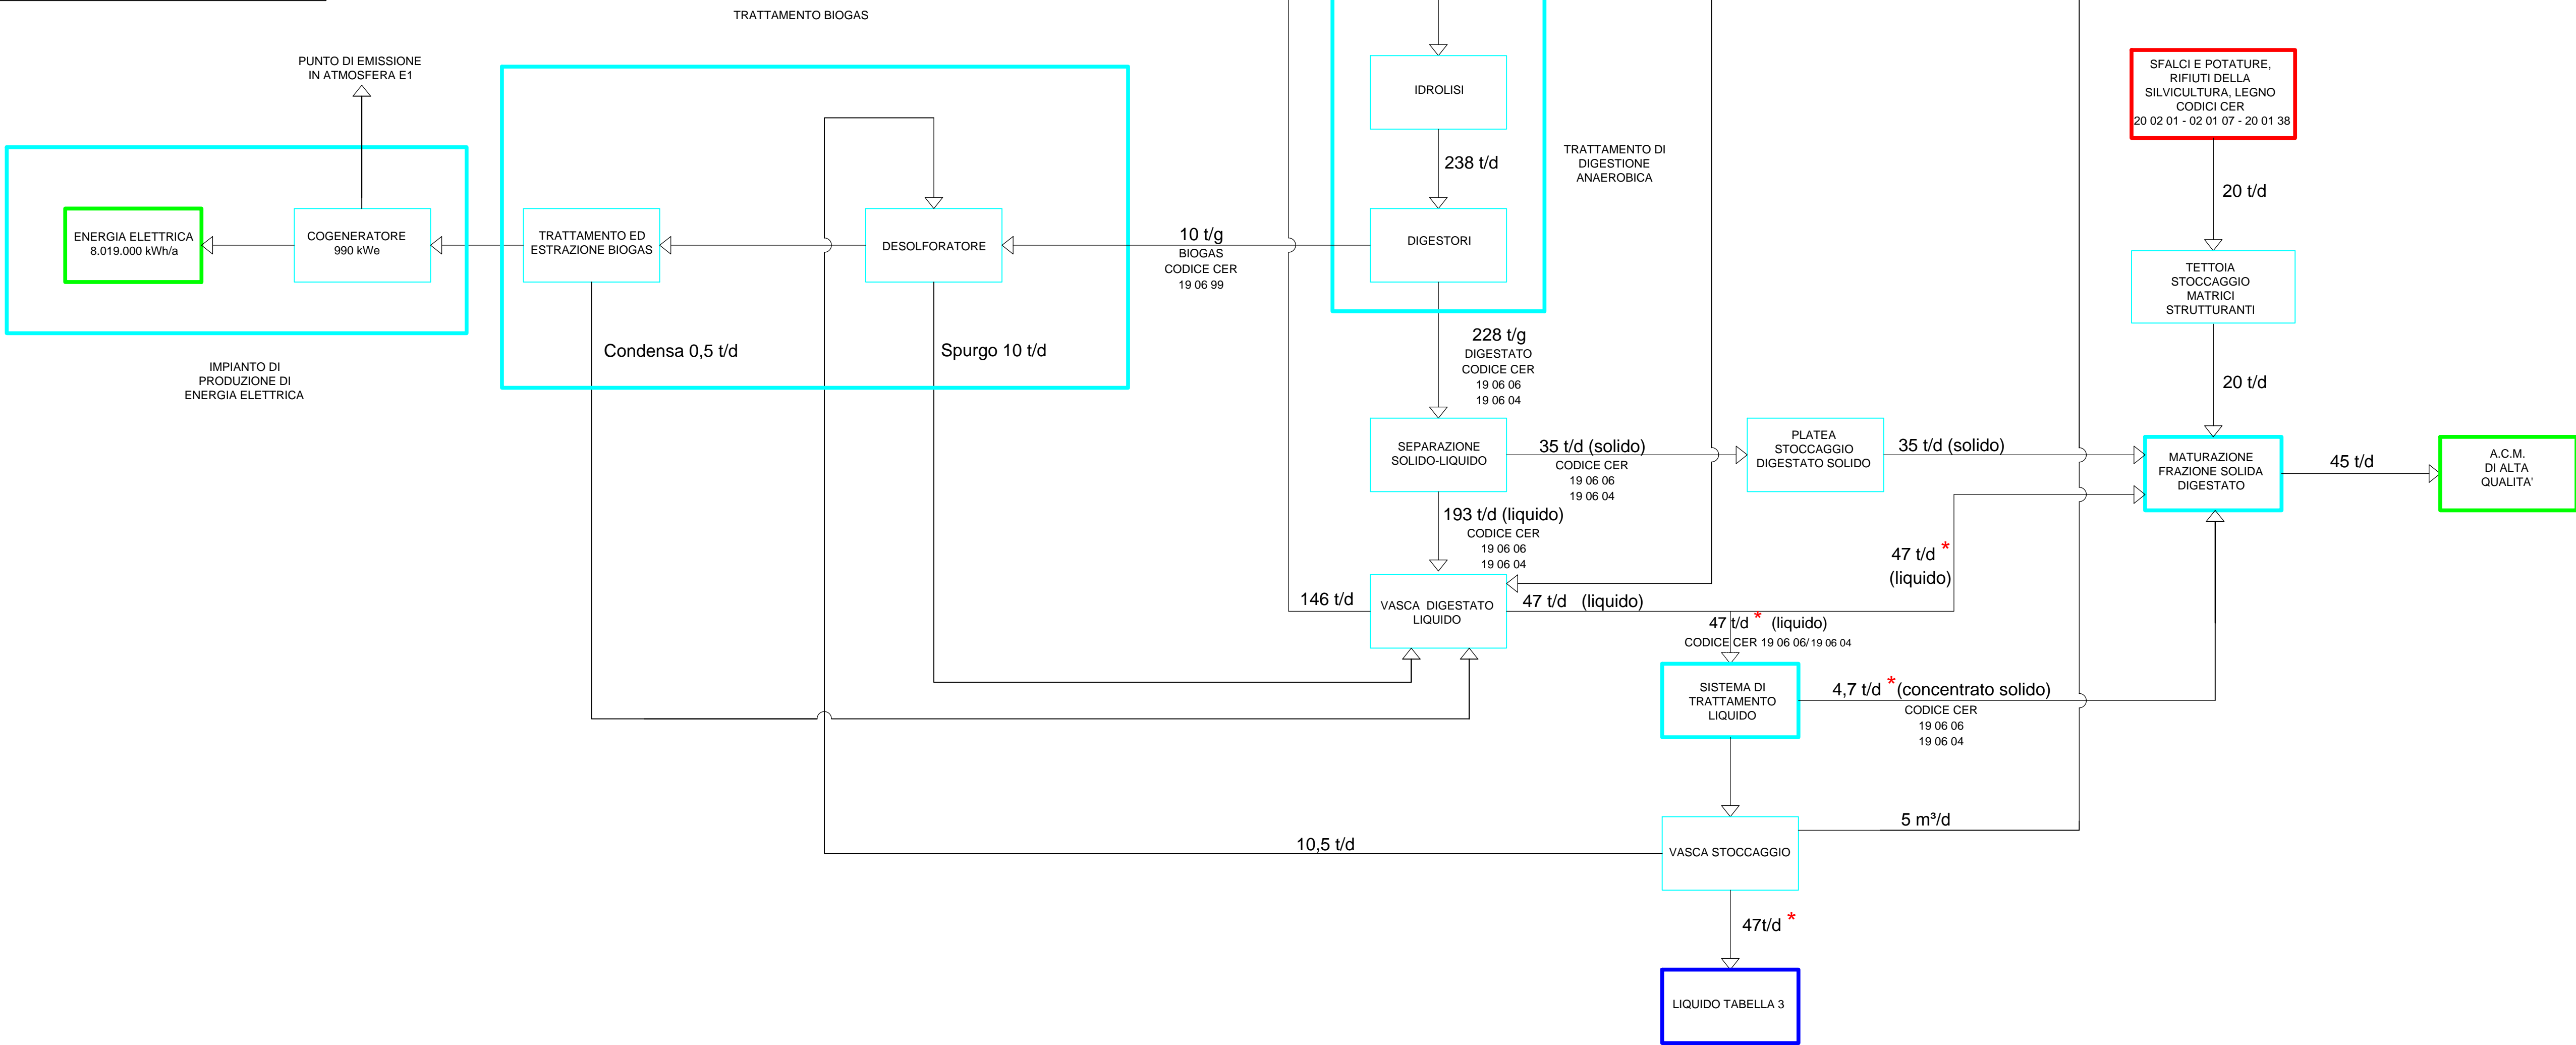 TRATTAMENTO BIOGAS
PUNTO DI EMISSIONE
IN ATMOSFERA E1
ENERGIA ELETTRICA
8.019.000 kWh/a
COGENERATORE
990 kWe
IMPIANTO DI
PRODUZIONE DI
ENERGIA ELETTRICA
TRATTAMENTO ED
ESTRAZIONE BIOGAS
DESOLFORATORE
Condensa 0,5 t/d
Spurgo 10 t/d
10 t/g
BIOGAS
CODICE CER
19 06 99
IDROLISI
238 t/d
DIGESTORI
TRATTAMENTO DI
DIGESTIONE
ANAEROBICA
228 t/g
DIGESTATO
CODICE CER
19 06 06
19 06 04
SEPARAZIONE
SOLIDO-LIQUIDO
35 t/d (solido)
CODICE CER
19 06 06
19 06 04
PLATEA
STOCCAGGIO
DIGESTATO SOLIDO
35 t/d (solido)
193 t/d (liquido)
CODICE CER
19 06 06
19 06 04
146 t/d
VASCA DIGESTATO
LIQUIDO
47 t/d (liquido)
47 t/d *
(liquido)
47 t/d * (liquido)
CODICE CER 19 06 06/ 19 06 04
SISTEMA DI
TRATTAMENTO
LIQUIDO
4,7 t/d *(concentrato solido)
CODICE CER
19 06 06
19 06 04
VASCA STOCCAGGIO
5 m³/d
10,5 t/d
47t/d *
LIQUIDO TABELLA 3
SFALCI E POTATURE,
RIFIUTI DELLA
SILVICULTURA, LEGNO
CODICI CER
20 02 01 - 02 01 07 - 20 01 38
20 t/d
TETTOIA
STOCCAGGIO
MATRICI
STRUTTURANTI
20 t/d
MATURAZIONE
FRAZIONE SOLIDA
DIGESTATO
45 t/d
A.C.M.
DI ALTA
QUALITA'